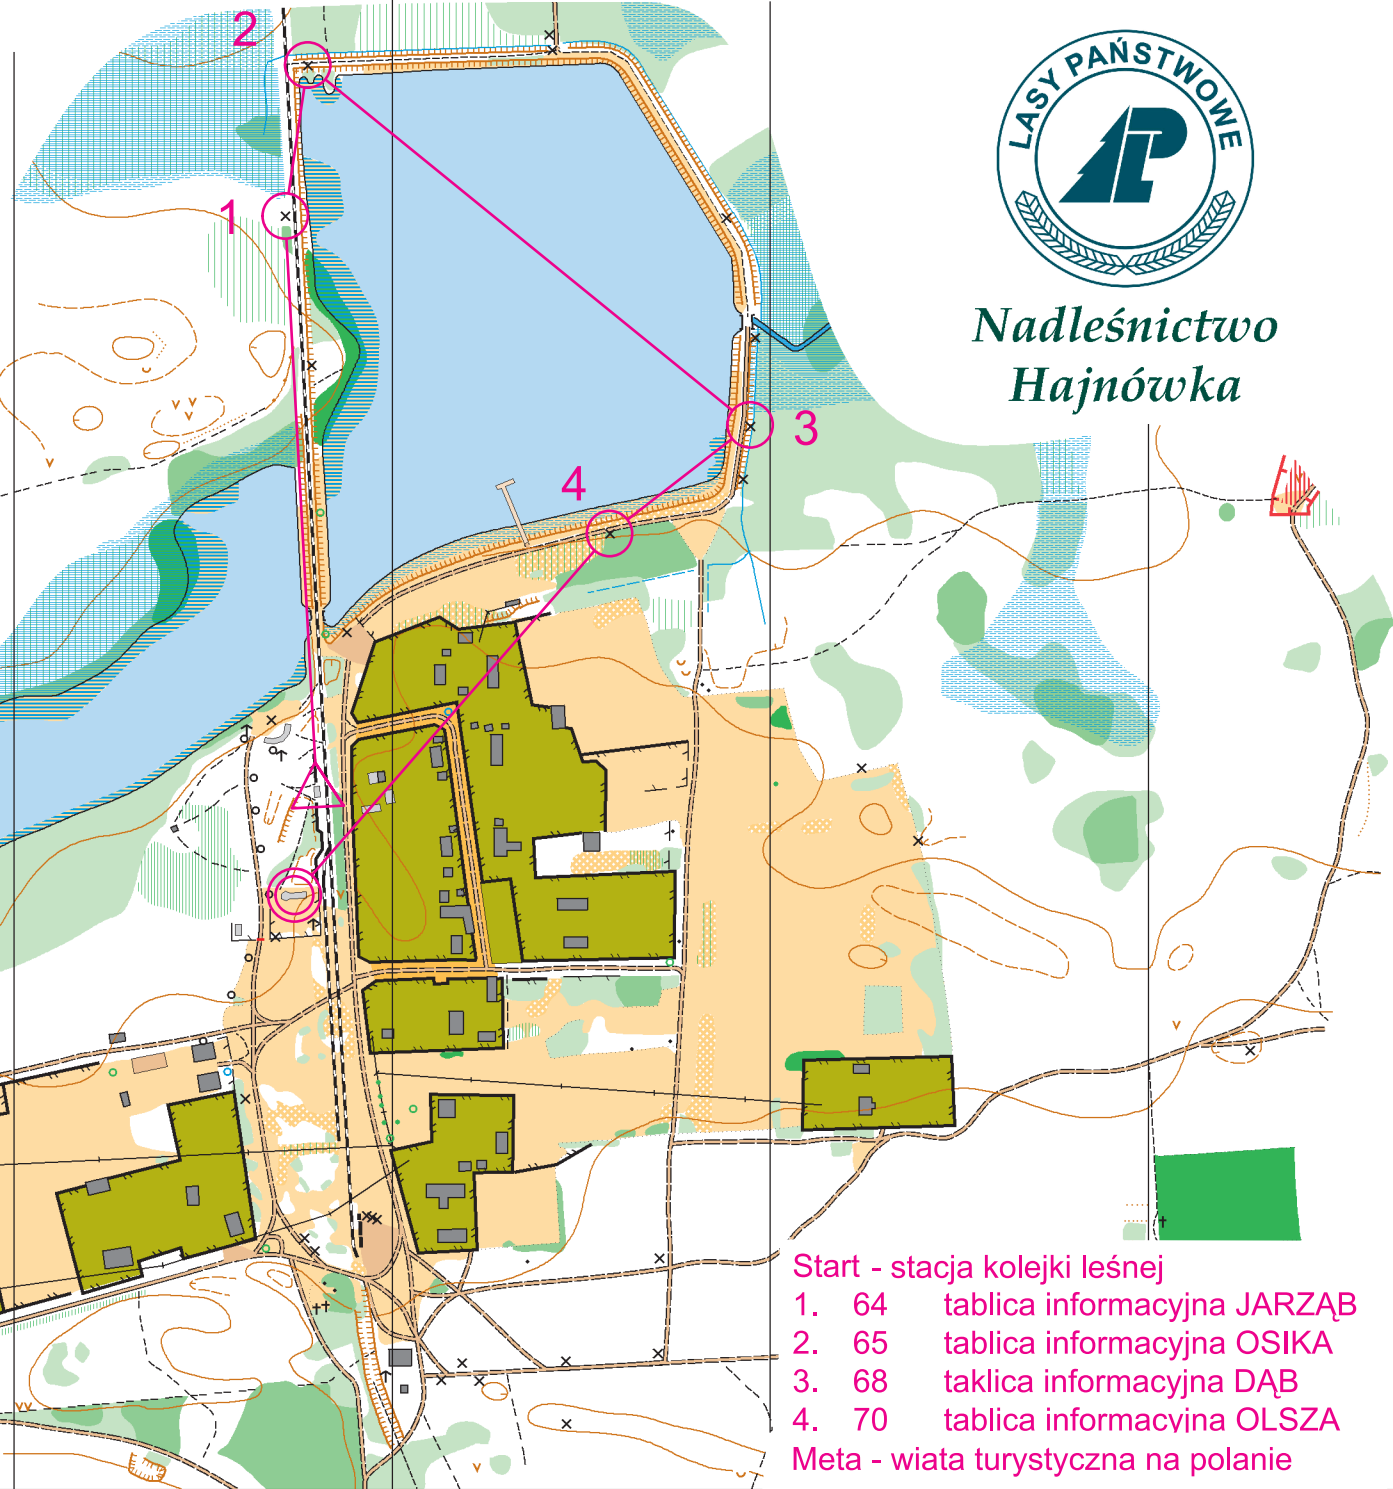 2
1
3
4
LASY PAŃSTWOWE
LP
Nadleśnictwo
Hajnówka
Start - stacja kolejki leśnej
1. 64 tablica informacyjna JARZĄB
2. 65 tablica informacyjna OSIKA
3. 68 taklica informacyjna DĄB
4. 70 tablica informacyjna OLSZA
Meta - wiata turystyczna na polanie